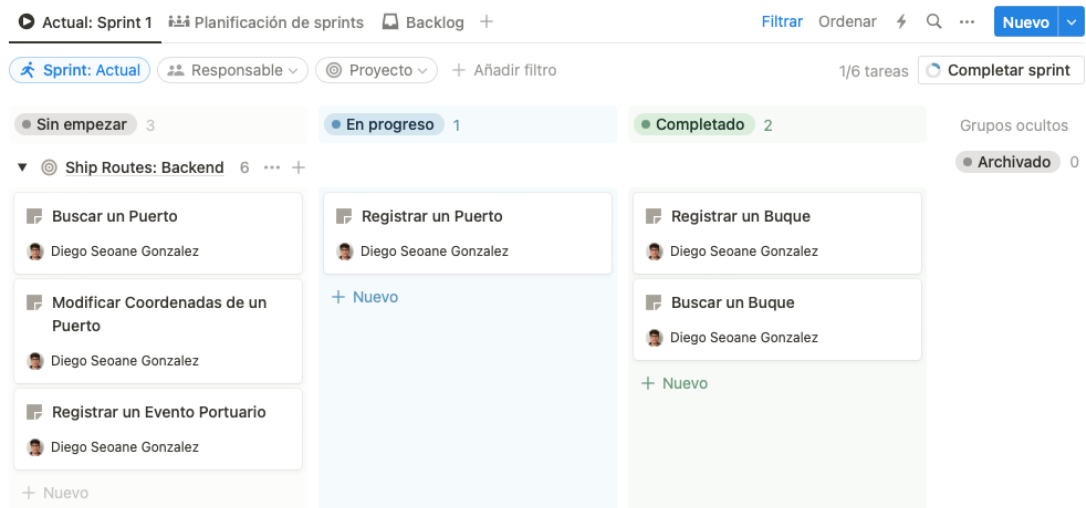 Actual: Sprint 1 Planificación de sprints Backlog +
Filtrar Ordenar Nuevo
Sprint: Actual Responsable Proyecto + Añadir filtro
1/6 tareas Completar sprint
Sin empezar 3
En progreso 1
Completado 2
Grupos ocultos
Archivado 0
Ship Routes: Backend 6 ... +
Buscar un Puerto
Diego Seoane Gonzalez
Modificar Coordenadas de un
Puerto
Diego Seoane Gonzalez
Registrar un Evento Portuario
Diego Seoane Gonzalez
+ Nuevo
Registrar un Puerto
Diego Seoane Gonzalez
+ Nuevo
Registrar un Buque
Diego Seoane Gonzalez
Buscar un Buque
Diego Seoane Gonzalez
+ Nuevo